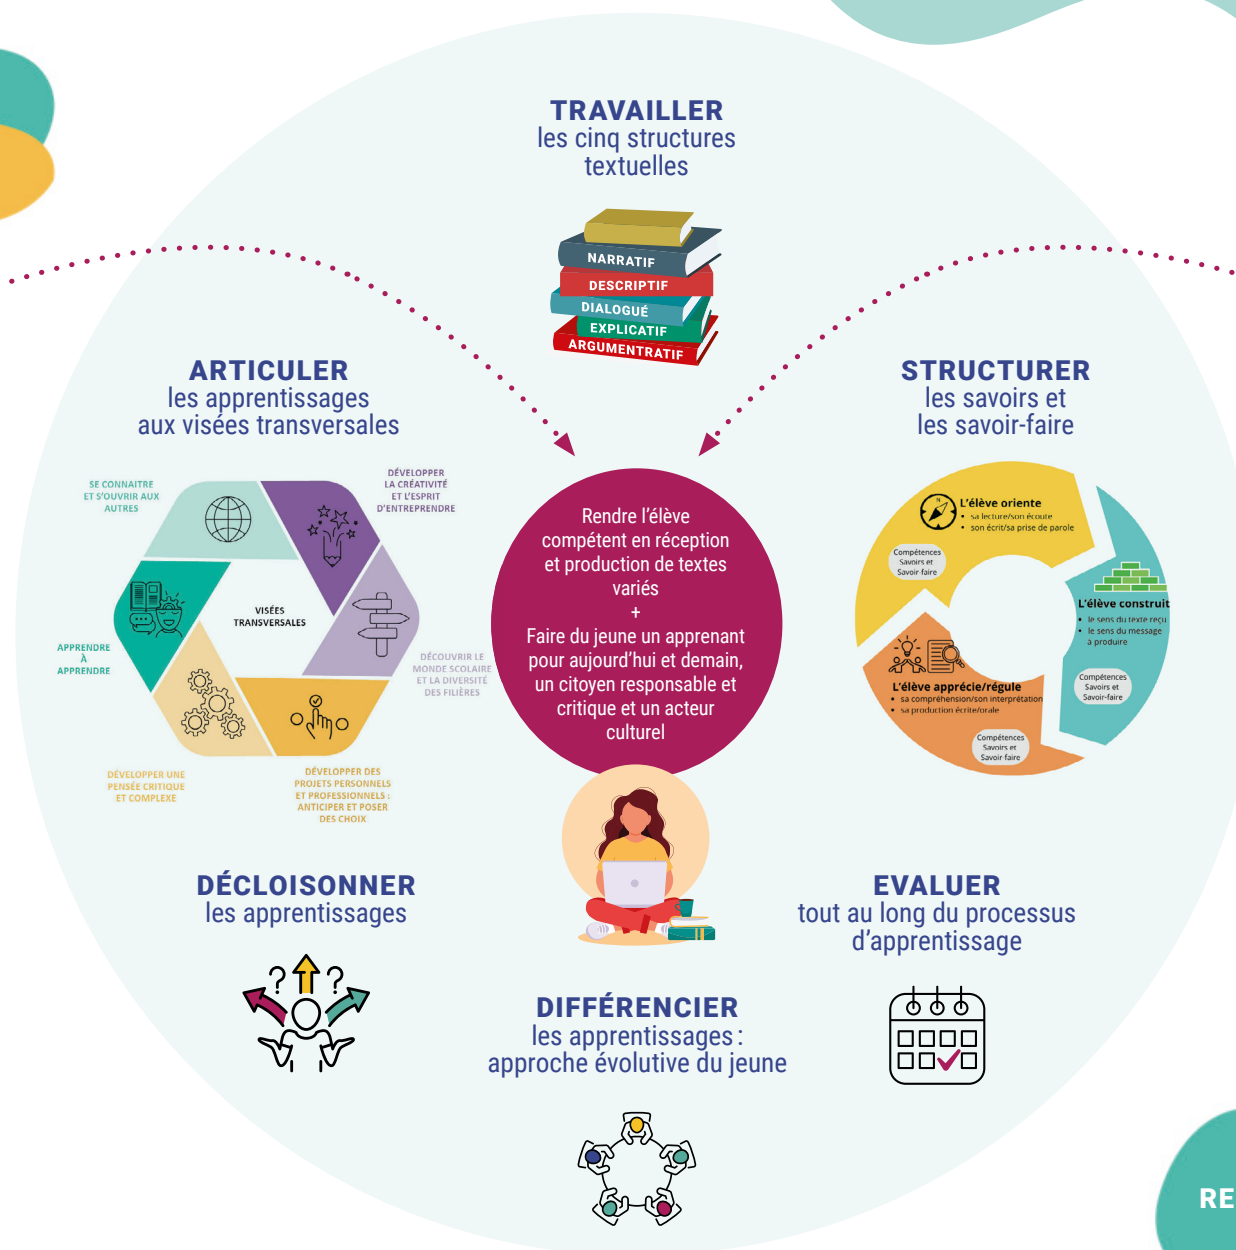 TRAVAILLER
les cinq structures
textuelles
NARRATIF
DESCRIPTIF
DIALOGUÉ
EXPLICATIF
ARGUMENTRATIF
ARTICULER
les apprentissages
aux visées transversales
SE CONNAITRE
ET S'OUVRIR AUX
AUTRES
DÉVELOPPER
LA CRÉATIVITÉ
ET L'ESPRIT
D'ENTREPRENDRE
VISÉES
TRANSVERSALES
APPRENDRE
À
APPRENDRE
DÉCOUVRIR LE
MONDE SCOLAIRE
ET LA DIVERSITÉ
DES FILIÈRES
DÉVELOPPER UNE
PENSÉE CRITIQUE
ET COMPLEXE
DÉVELOPPER DES
PROJETS PERSONNELS
ET PROFESSIONNELS :
ANTICIPER ET POSER
DES CHOIX
Rendre l'élève
compétent en réception
et production de textes
variés
+
Faire du jeune un apprenant
pour aujourd'hui et demain,
un citoyen responsable et
critique et un acteur
culturel
STRUCTURER
les savoirs et
les savoir-faire
N
L'élève oriente
• sa lecture/son écoute
• son écrit/sa prise de parole
Compétences
Savoirs et
Savoir-faire
L'élève construit
• le sens du texte reçu
• le sens du message
à produire
Compétences
Savoirs et
Savoir-faire
L'élève apprécie/régule
• sa compréhension/son interprétation
• sa production écrite/orale
Compétences
Savoirs et
Savoir-faire
DÉCLOISONNER
les apprentissages
? ?
EVALUER
tout au long du processus
d'apprentissage
DIFFÉRENCIER
les apprentissages :
approche évolutive du jeune
RE